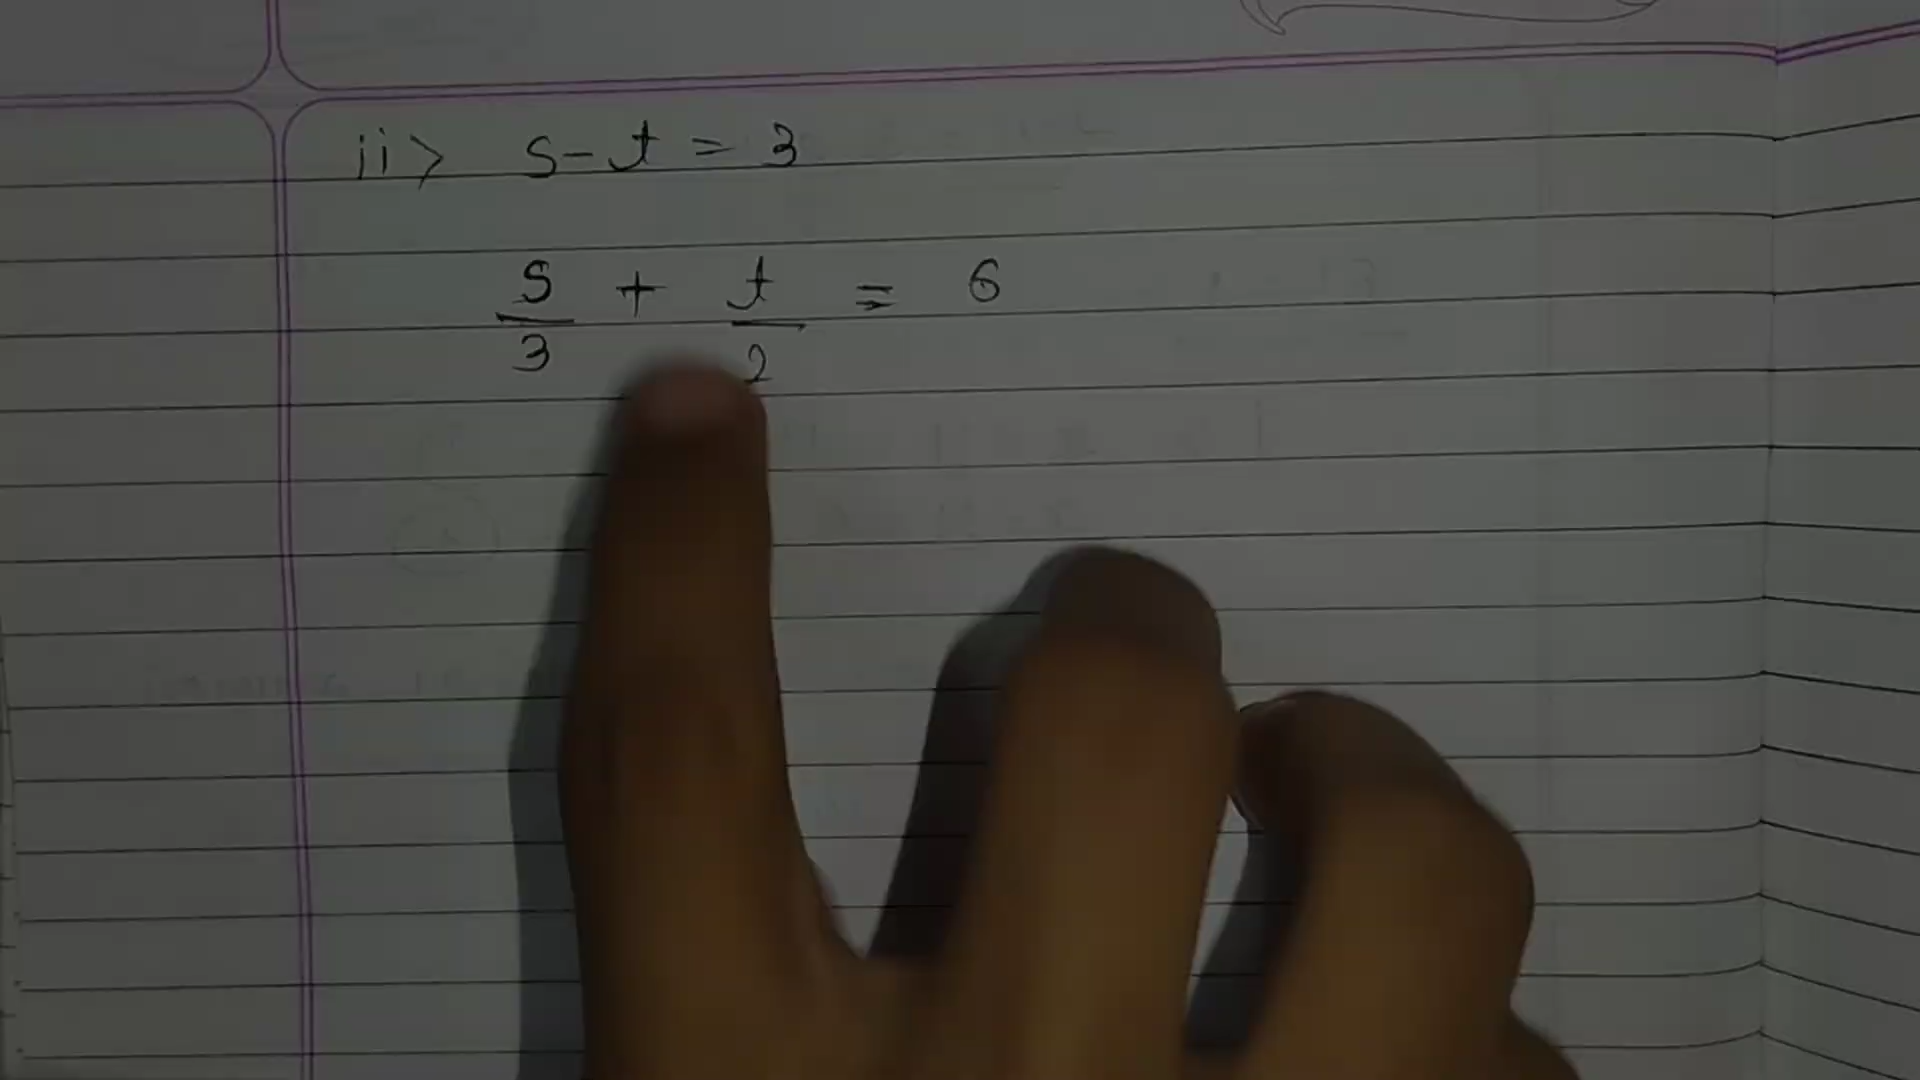 ii> s-t = 3
s/3 + t/2 = 6